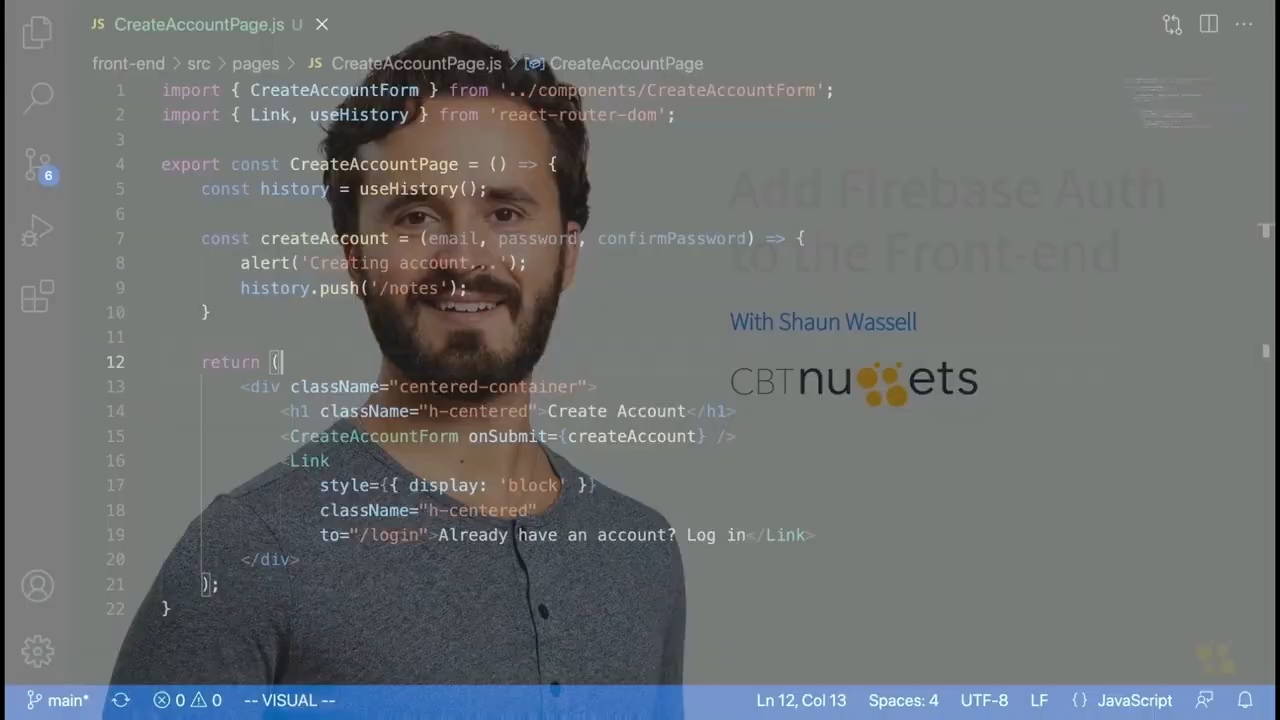 JS CreateAccountPage.js U
front-end > src > pages > JS CreateAccountPage.js > CreateAccountPage
1 import { CreateAccountForm } from '../components/CreateAccountForm';
2 import { Link, useHistory } from 'react-router-dom';
3
4 export const CreateAccountPage = () => {
5 const history = useHistory();
6
7 const createAccount = (email, password, confirmPassword) => {
8 alert('Creating account...');
9 history.push('/notes');
10 }
11
12 return (
13 <div className="centered-container">
14 <h1 className="h-centered">Create Account</h1>
15 <CreateAccountForm onSubmit={createAccount} />
16 <Link
17 style={{ display: 'block' }}
18 className="h-centered"
19 to="/login">Already have an account? Log in</Link>
20 </div>
21 );
22 }
Add Firebase Auth
to the Front-end
With Shaun Wassell
CBTnuggets
6
main* 0 0 -- VISUAL -- Ln 12, Col 13 Spaces: 4 UTF-8 LF {} JavaScript